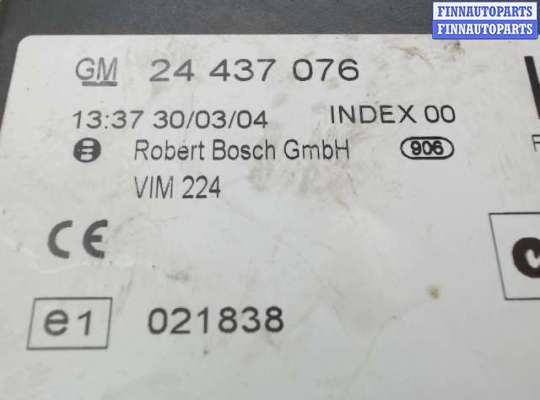 FINNAUTOPARTS
FINNAUTOPARTS
GM 24 437 076
13:37 30/03/04 INDEX 00
Robert Bosch GmbH 906
VIM 224
CE
e1 021838